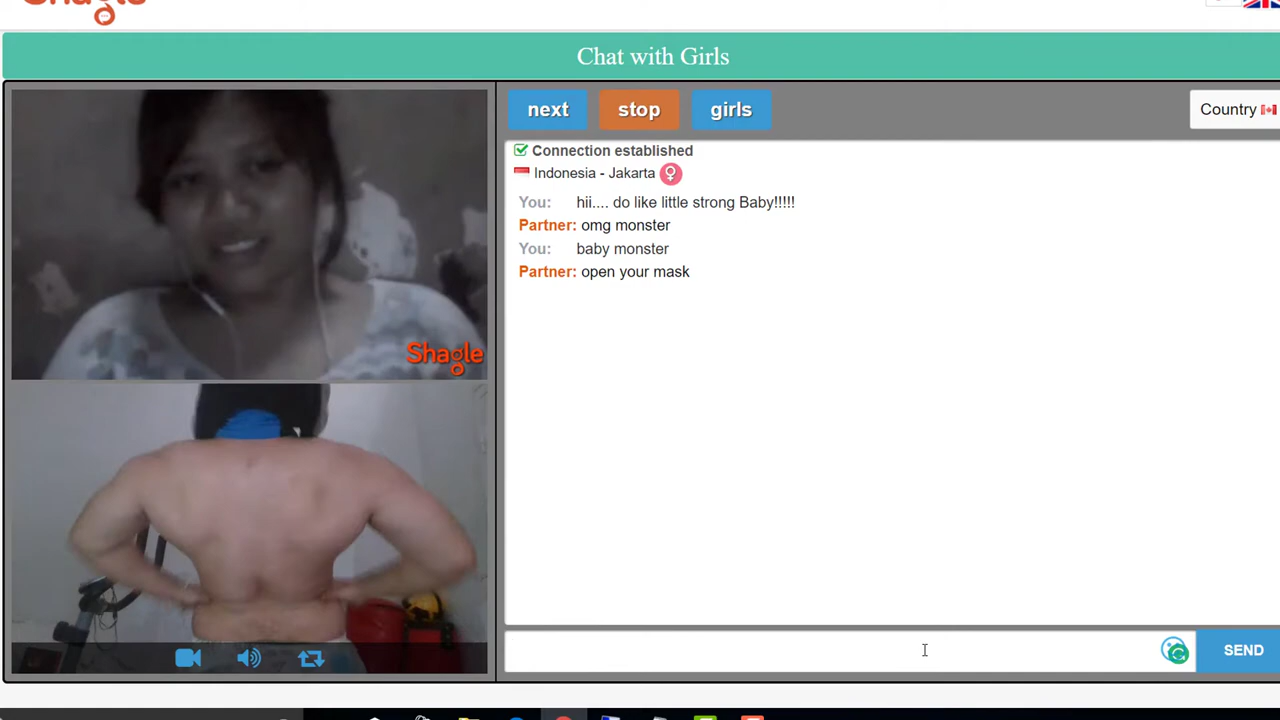 Shagle
Chat with Girls
next stop girls
Country
Connection established
Indonesia - Jakarta
You: hii.... do like little strong Baby!!!!!
Partner: omg monster
You: baby monster
Partner: open your mask
Shagle
SEND